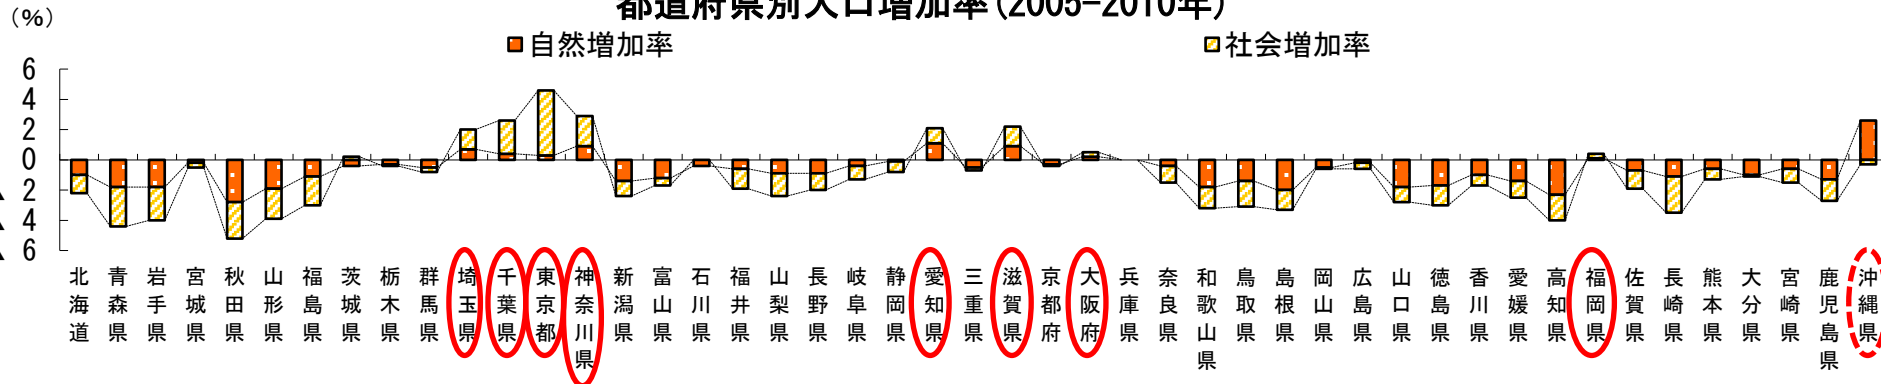 都道府県別人口増加率(2005-2010年)
(%)
自然増加率
社会増加率
6
4
2
0
2
4
6
北海道
青森県
岩手県
宮城県
秋田県
山形県
福島県
茨城県
栃木県
群馬県
埼玉県
千葉県
東京都
神奈川県
新潟県
富山県
石川県
福井県
山梨県
長野県
岐阜県
静岡県
愛知県
三重県
滋賀県
京都府
大阪府
兵庫県
奈良県
和歌山県
鳥取県
島根県
岡山県
広島県
山口県
徳島県
香川県
愛媛県
高知県
福岡県
佐賀県
長崎県
熊本県
大分県
宮崎県
鹿児島県
沖縄県